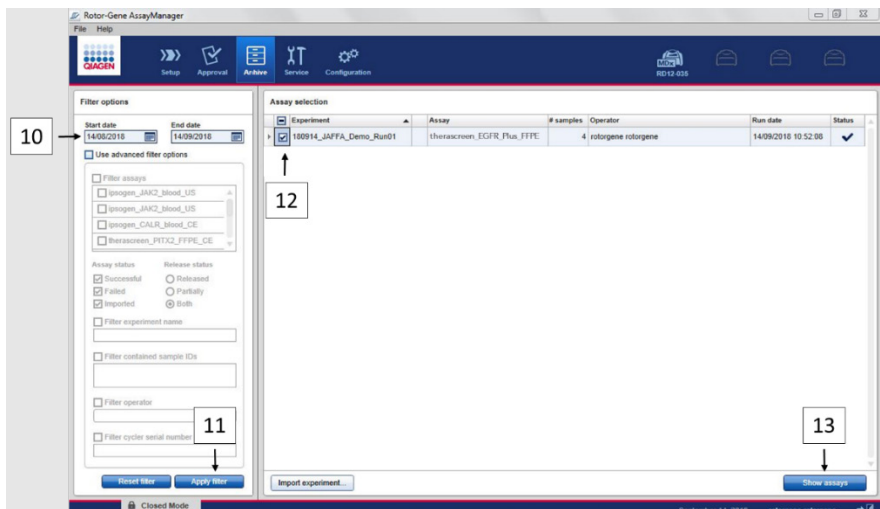 Rotor-Gene AssayManager
File Help
QIAGEN
Setup Approval Archive Service Configuration
MDx
RD12-035
Filter options
Assay selection
Start date End date
14/08/2018 14/09/2018
10
Use advanced filter options
Filter assays
ipsogen_JAK2_blood_US
ipsogen_JAK2_blood_US
ipsogen_CALR_blood_CE
therascreen_PITX2_FFPE_CE
Assay status Release status
Successful Released
Failed Partially
Imported Both
Filter experiment name
Filter contained sample IDs
Filter operator
11
Filter cycler serial number
Reset filter Apply filter
Experiment Assay # samples Operator Run date Status
180914_JAFFA_Demo_Run01 therascreen_EGFR_Plus_FFPE 4 rotorgene rotorgene 14/09/2018 10:52:08
12
13
Import experiment... Show assays
Closed Mode